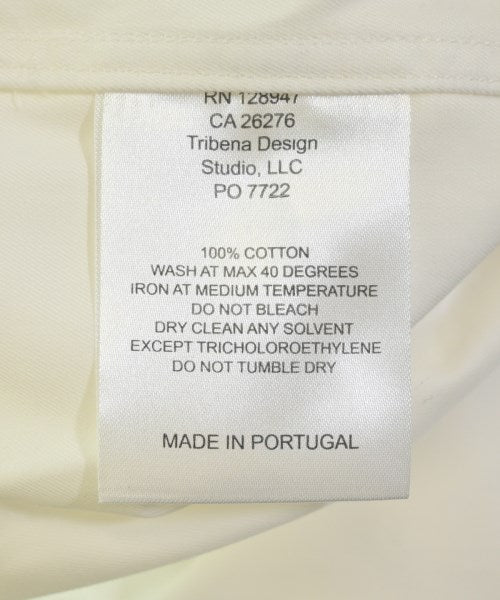 RN 128947
CA 26276
Tribena Design
Studio, LLC
PO 7722
100% COTTON
WASH AT MAX 40 DEGREES
IRON AT MEDIUM TEMPERATURE
DO NOT BLEACH
DRY CLEAN ANY SOLVENT
EXCEPT TRICHOLOROETHYLENE
DO NOT TUMBLE DRY
MADE IN PORTUGAL